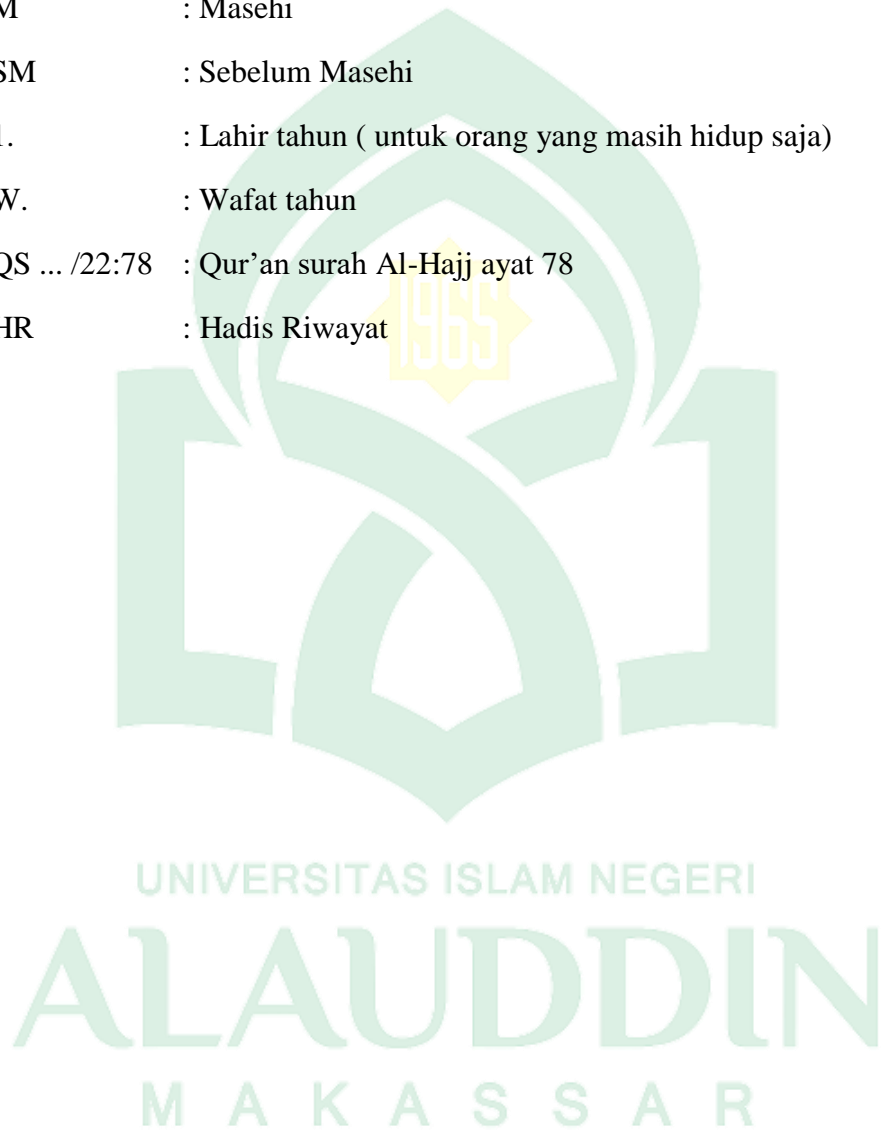 M : Masehi
SM : Sebelum Masehi
: Lahir tahun ( untuk orang yang masih hidup saja)
W. : Wafat tahun
QS ... /22:78 : Qur’an surah Al-Hajj ayat 78
HR : Hadis Riwayat
1965
UNIVERSITAS ISLAM NEGERI
ALAUDDIN
MAKASSAR